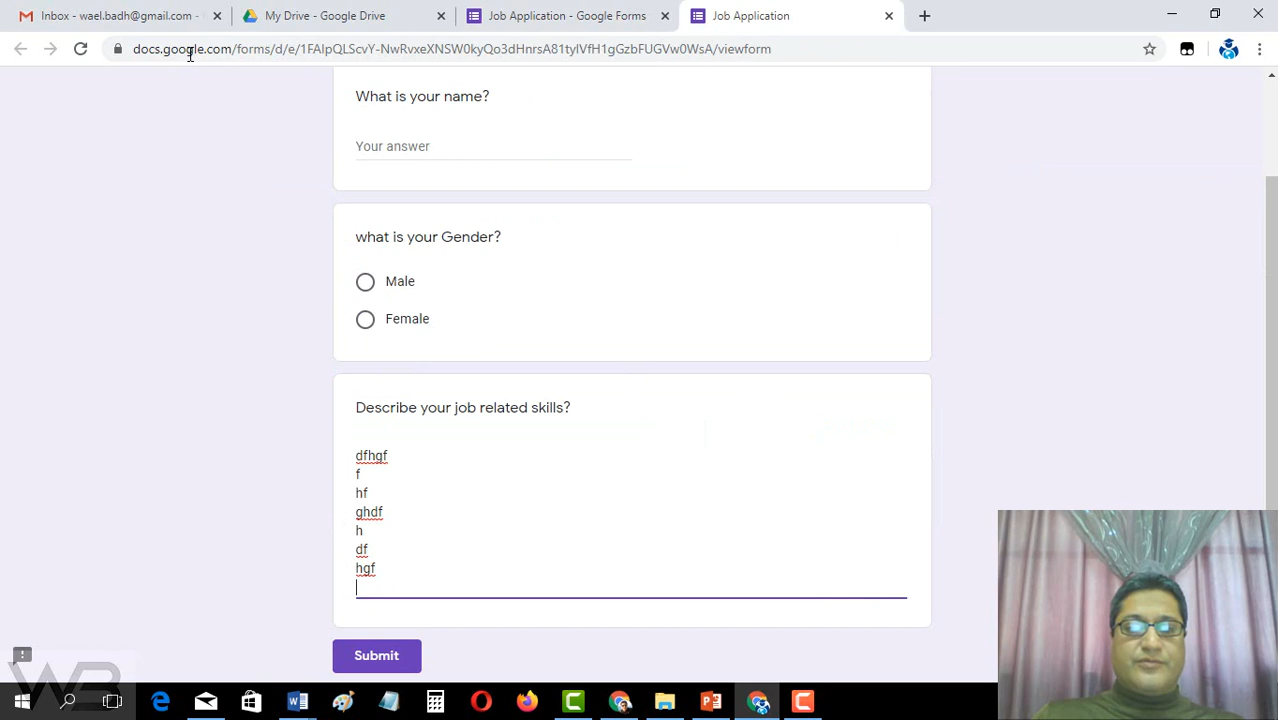 Inbox - wael.badh@gmail.com -
My Drive - Google Drive
Job Application - Google Forms
Job Application
docs.google.com/forms/d/e/1FAIpQLScvY-NwRvxeXNSW0kyQo3dHarsA81tylVfH1gGzbFUGVw0WsA/viewform
What is your name?
Your answer
what is your Gender?
Male
Female
Describe your job related skills?
dfhgf
f
hf
ghdf
h
df
hgf
Submit
WB